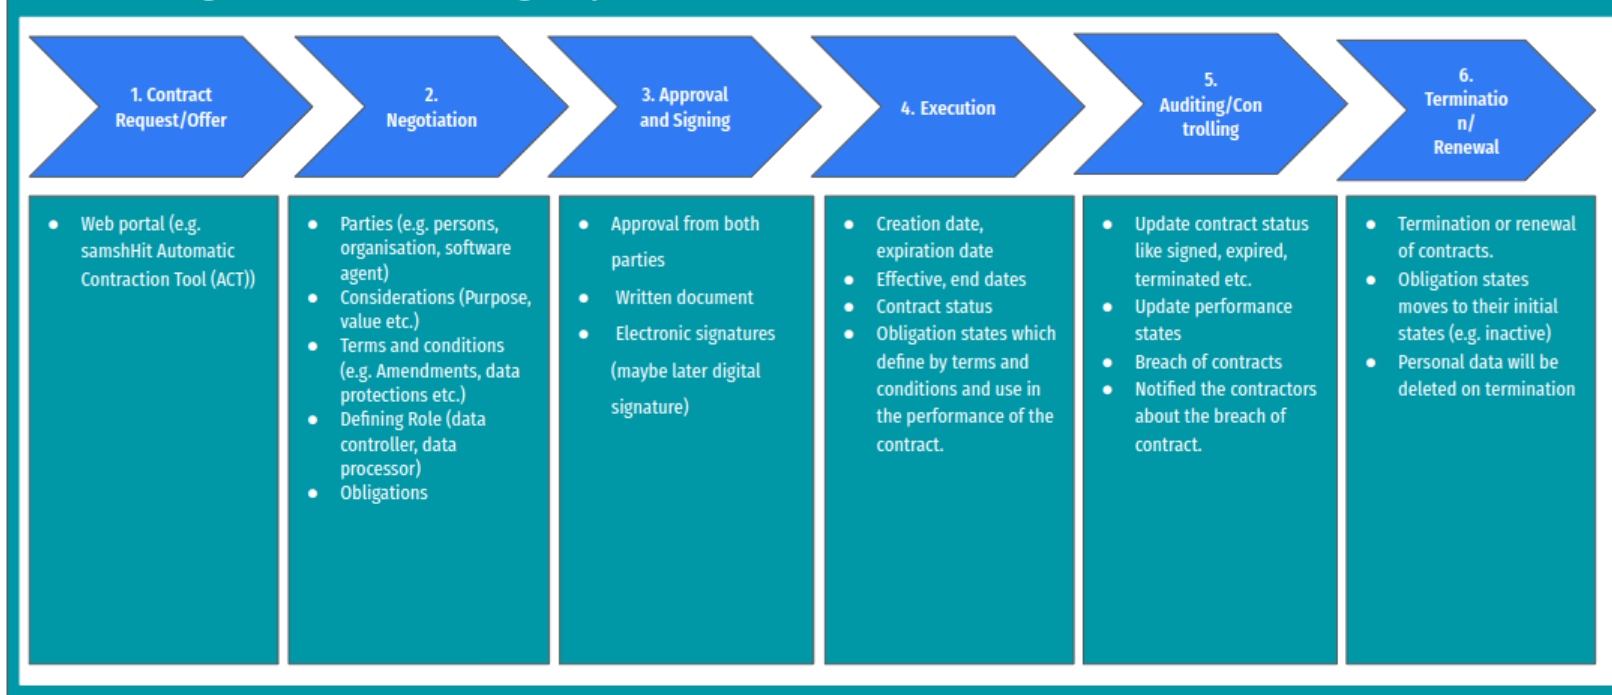 1. Contract
Request/Offer
2.
Negotiation
3. Approval
and Signing
4. Execution
5.
Auditing/Con
trolling
6.
Terminatio
n/
Renewal
● Web portal (e.g.
samshHit Automatic
Contraction Tool (ACT))
● Parties (e.g. persons,
organisation, software
agent)
● Considerations (Purpose,
value etc.)
● Terms and conditions
(e.g. Amendments, data
protections etc.)
● Defining Role (data
controller, data
processor)
● Obligations
● Approval from both
parties
● Written document
● Electronic signatures
(maybe later digital
signature)
● Creation date,
expiration date
● Effective, end dates
● Contract status
● Obligation states which
define by terms and
conditions and use in
the performance of the
contract.
● Update contract status
like signed, expired,
terminated etc.
● Update performance
states
● Breach of contracts
● Notified the contractors
about the breach of
contract.
● Termination or renewal
of contracts.
● Obligation states
moves to their initial
states (e.g. inactive)
● Personal data will be
deleted on termination